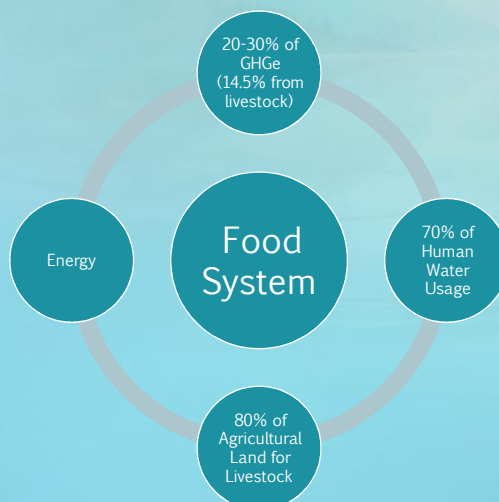 20-30% of
GHGe
(14.5% from
livestock)
Energy
Food
System
70% of
Human
Water
Usage
80% of
Agricultural
Land for
Livestock